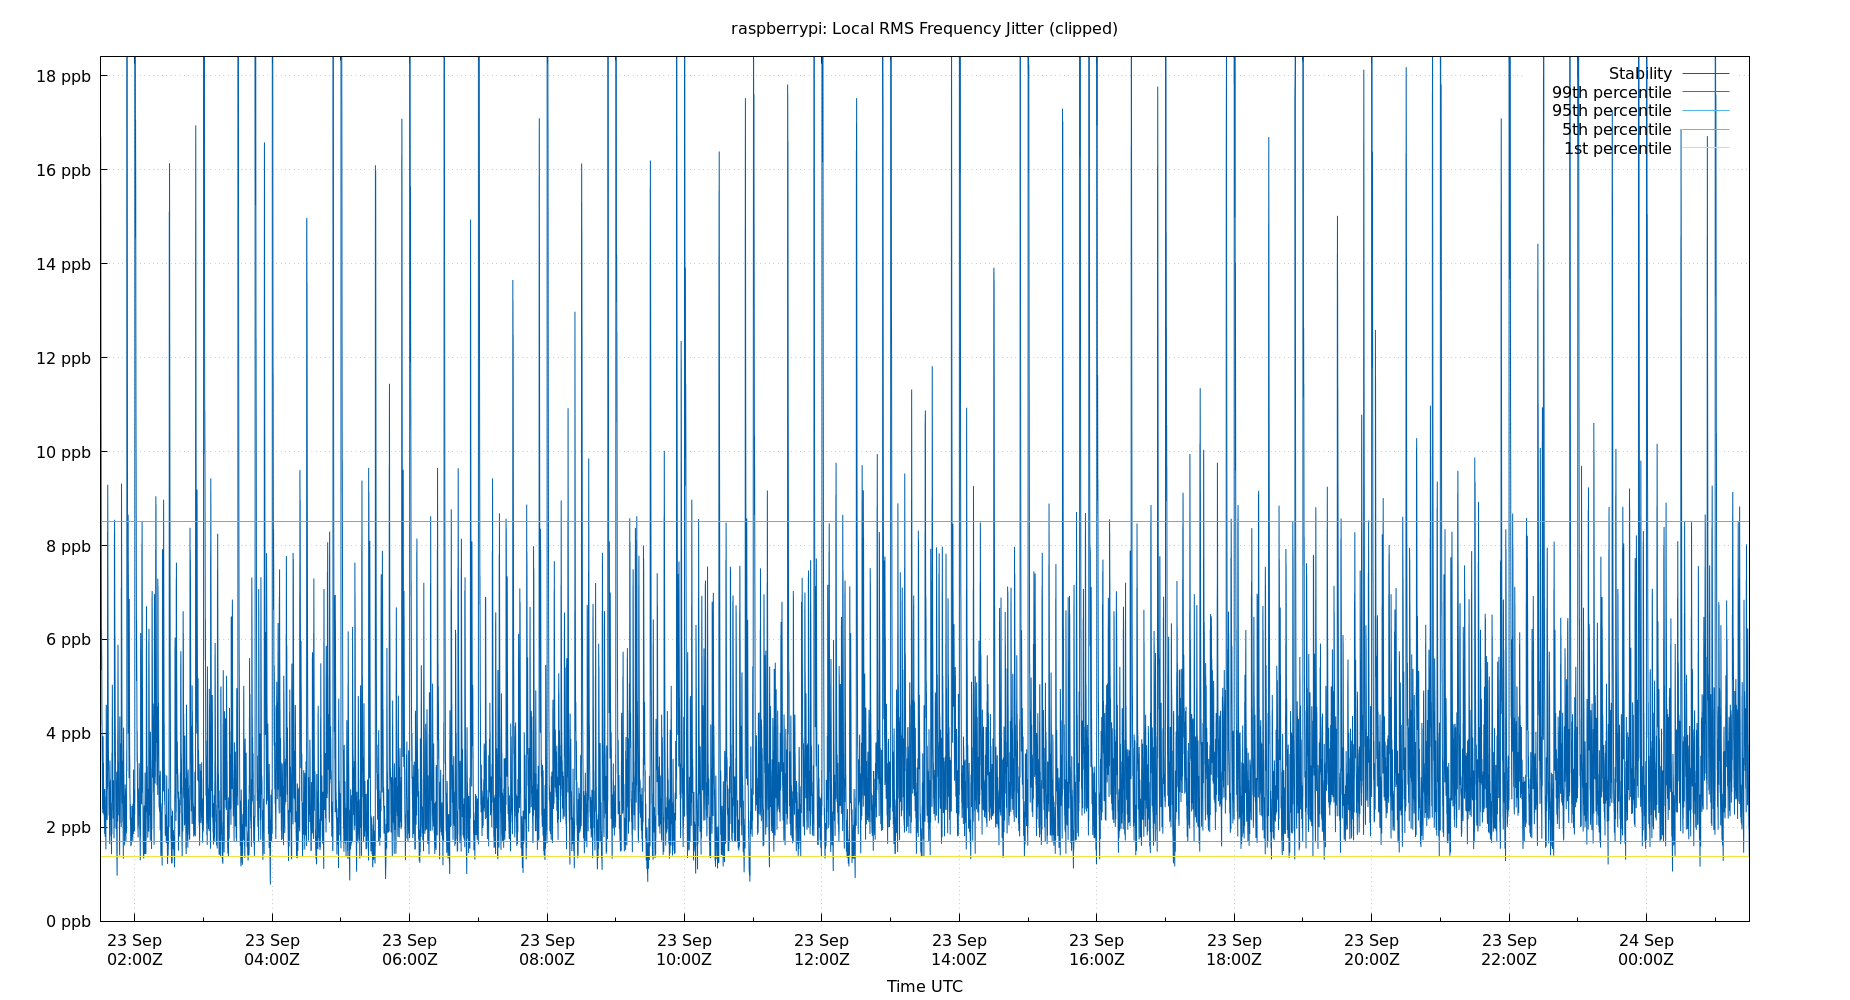 raspberrypi: Local RMS Frequency Jitter (clipped)
18 ppb
16 ppb
14 ppb
12 ppb
10 ppb
8 ppb
6 ppb
4 ppb
2 ppb
0 ppb
Stability
99th percentile
95th percentile
5th percentile
1st percentile
23 Sep 23 Sep 23 Sep 23 Sep 23 Sep 23 Sep 23 Sep 23 Sep 23 Sep 23 Sep 23 Sep 24 Sep
02:00Z 04:00Z 06:00Z 08:00Z 10:00Z 12:00Z 14:00Z 16:00Z 18:00Z 20:00Z 22:00Z 00:00Z
Time UTC